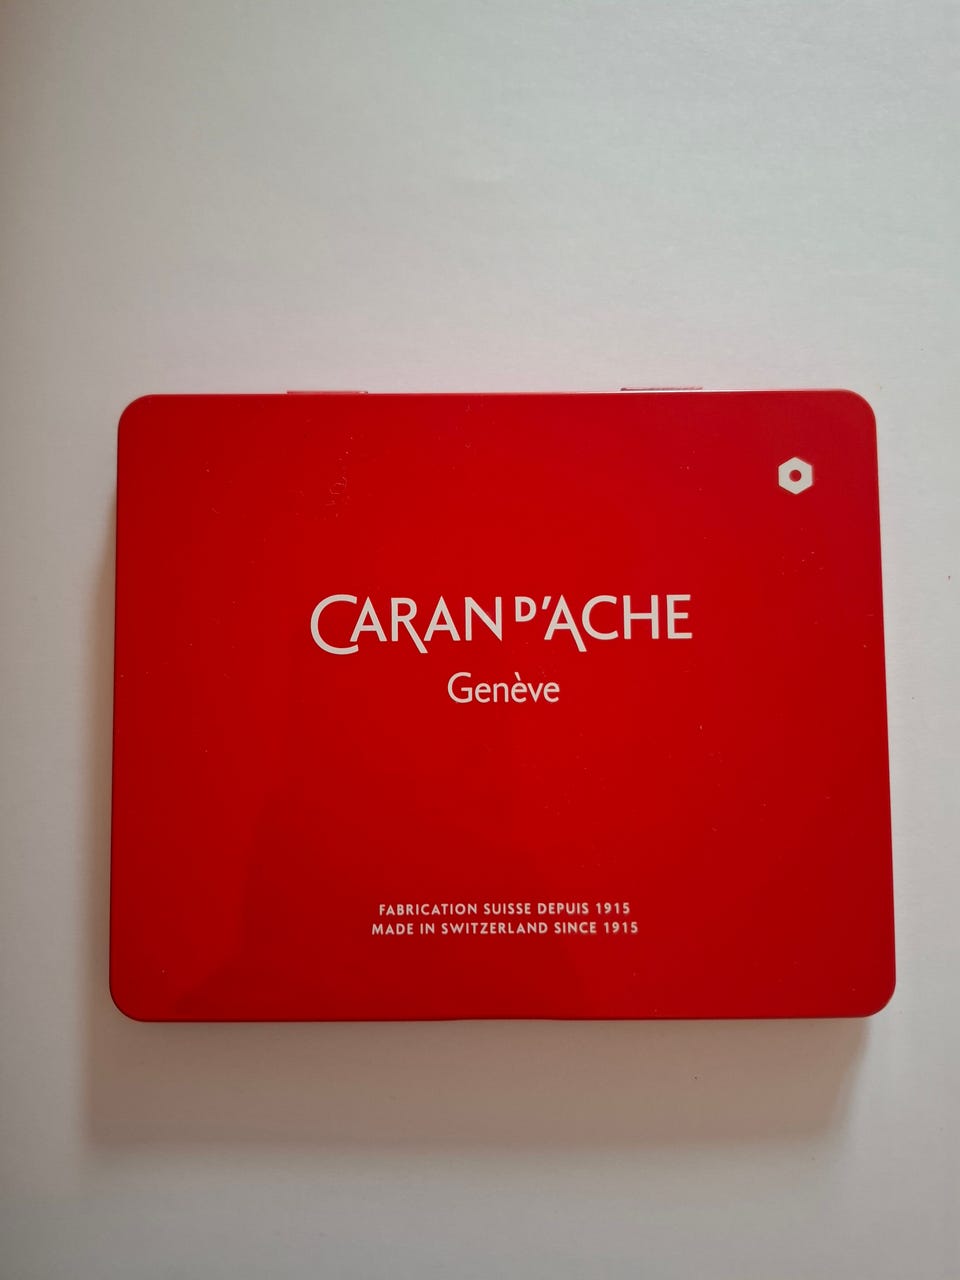 CARAN D'ACHE
Genève
FABRICATION SUISSE DEPUIS 1915
MADE IN SWITZERLAND SINCE 1915